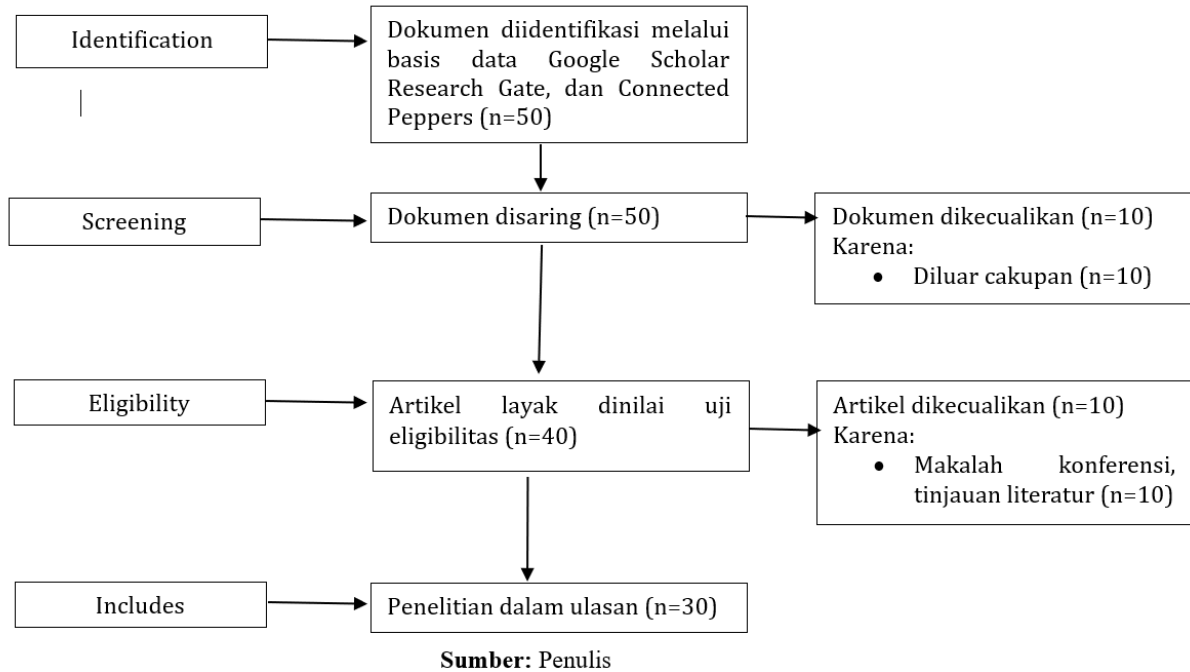 Identification
Dokumen diidentifikasi melalui
basis data Google Scholar
Research Gate, dan Connected
Peppers (n=50)
Screening
Dokumen disaring (n=50)
Dokumen dikecualikan (n=10)
Karena:
• Diluar cakupan (n=10)
Eligibility
Artikel layak dinilai uji
eligibilitas (n=40)
Artikel dikecualikan (n=10)
Karena:
• Makalah konferensi,
tinjauan literatur (n=10)
Includes
Penelitian dalam ulasan (n=30)
Sumber: Penulis